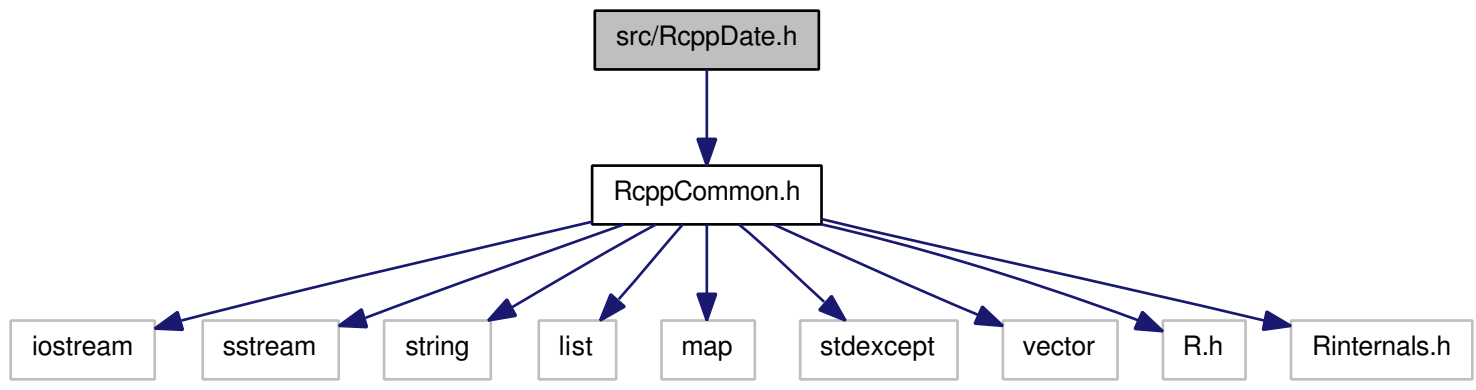 src/RcppDate.h
RcppCommon.h
iostream
sstream
string
list
map
stdexcept
vector
R.h
Rinternals.h